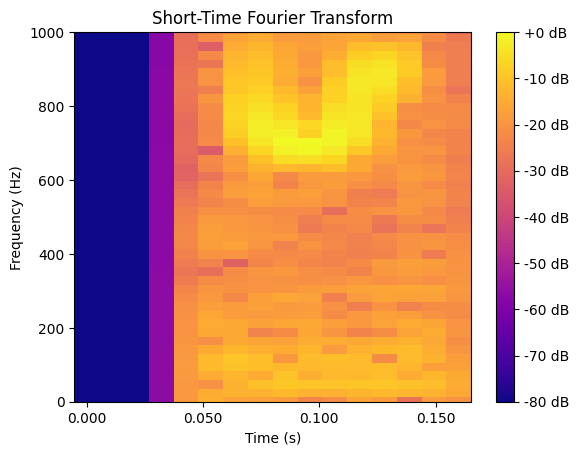 Short-Time Fourier Transform
Frequency (Hz)
1000
800
600
400
200
0
0.000
0.050
0.100
0.150
Time (s)
+0 dB
-10 dB
-20 dB
-30 dB
-40 dB
-50 dB
-60 dB
-70 dB
-80 dB